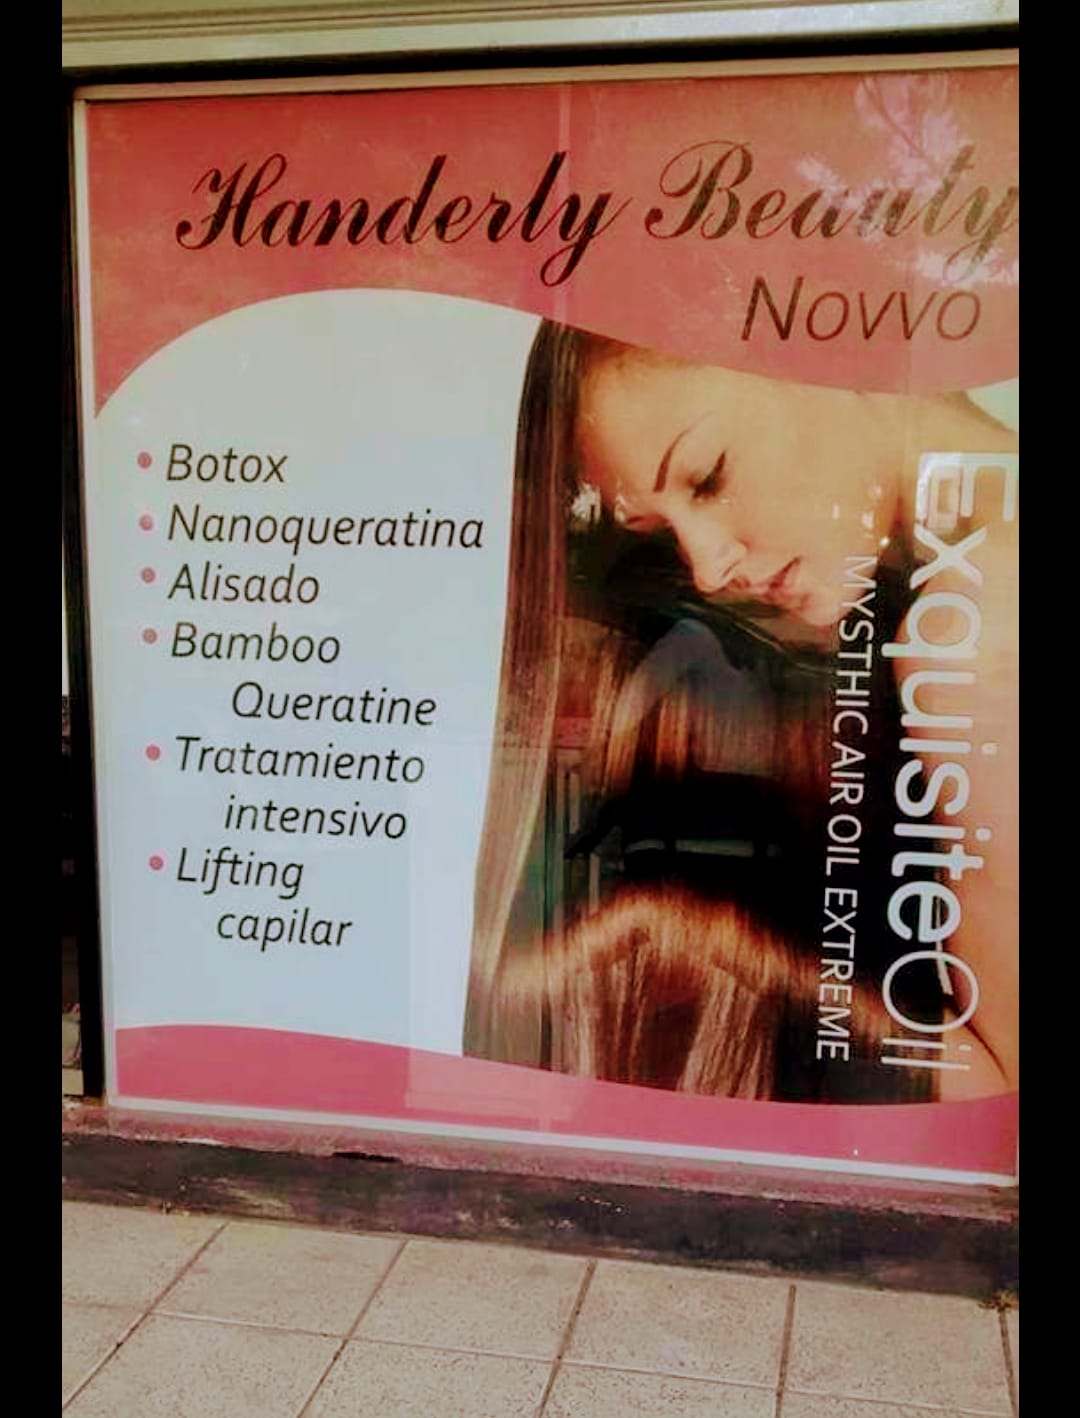 Handerly Beauty
Novvo
• Botox
• Nanoqueratina
• Alisado
• Bamboo
Queratine
• Tratamiento
intensivo
• Lifting
capilar
ExquisiteOil
MYSTHIC AIR OIL EXTREME